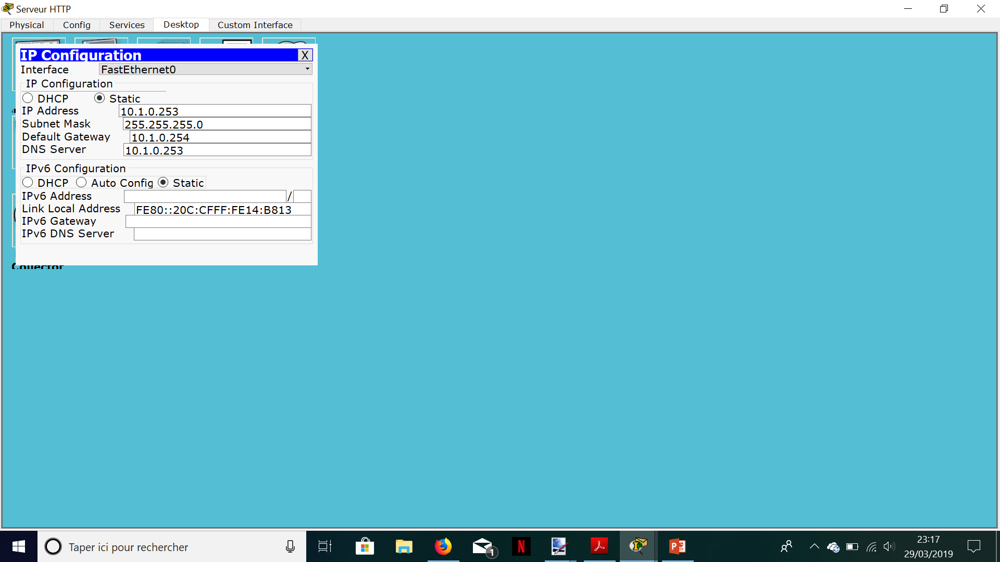 Serveur HTTP
Physical Config Services Desktop Custom Interface
IP Configuration X
Interface FastEthernet0
IP Configuration
DHCP Static
IP Address 10.1.0.253
Subnet Mask 255.255.255.0
Default Gateway 10.1.0.254
DNS Server 10.1.0.253
IPv6 Configuration
DHCP Auto Config Static
IPv6 Address /
Link Local Address FE80::20C:CFFF:FE14:B813
IPv6 Gateway
IPv6 DNS Server
Collector
Taper ici pour rechercher
1
23:17
29/03/2019